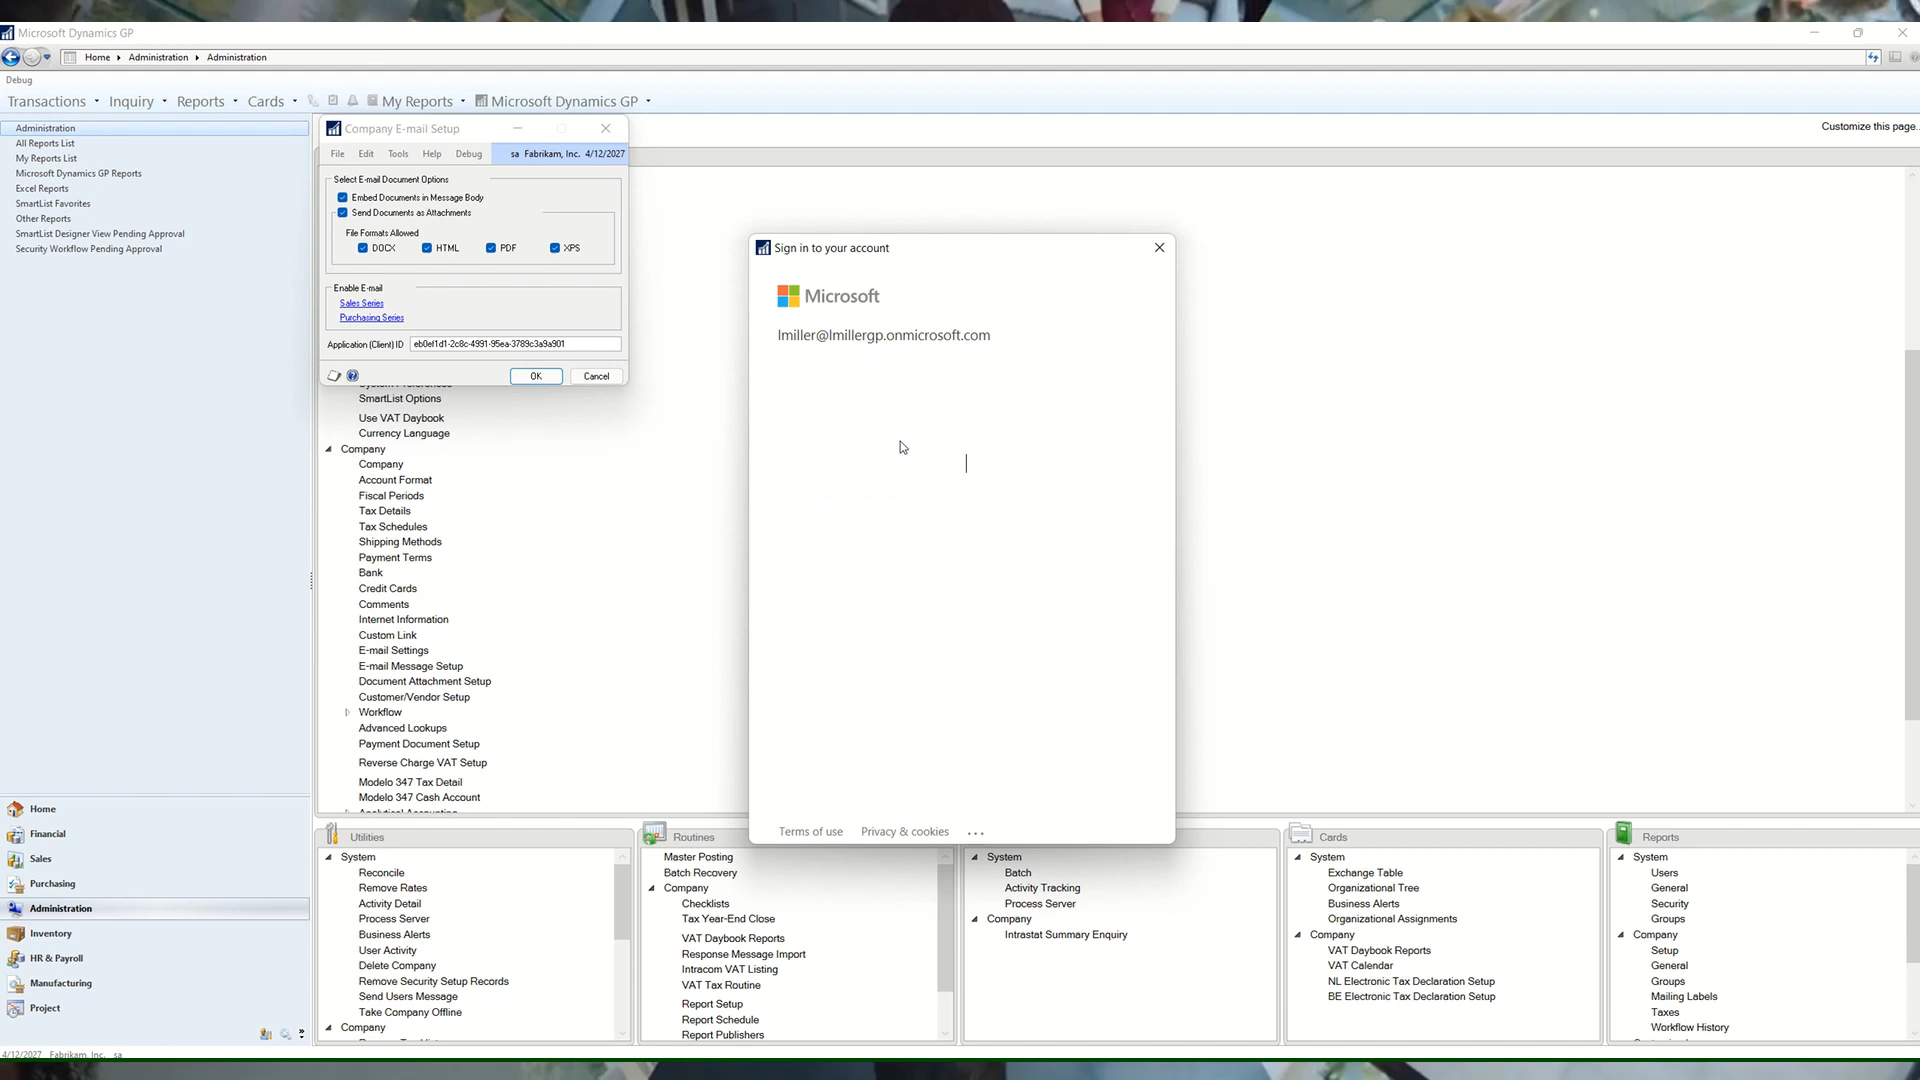 Microsoft Dynamics GP
Home Administration Administration
Debug
Transactions Inquiry Reports Cards My Reports Microsoft Dynamics GP
Customize this page...
Administration
All Reports List
My Reports List
Microsoft Dynamics GP Reports
Excel Reports
SmartList Favorites
Other Reports
SmartList Designer View Pending Approval
Security Workflow Pending Approval
Company E-mail Setup
File Edit Tools Help Debug sa Fabrikam, Inc. 4/12/2027
Select E-mail Document Options
Embed Documents in Message Body
Send Documents as Attachments
File Formats Allowed
DOCX HTML PDF XPS
Enable E-mail
Sales Series
Purchasing Series
Application (Client) ID eb0ef1d1-2c8c-4991-95ea-3789c3a9a901
OK Cancel
Sign in to your account
Microsoft
lmiller@lmillergp.onmicrosoft.com
Terms of use Privacy & cookies ...
System Preferences
SmartList Options
Use VAT Daybook
Currency Language
Company
Company
Account Format
Fiscal Periods
Tax Details
Tax Schedules
Shipping Methods
Payment Terms
Bank
Credit Cards
Comments
Internet Information
Custom Link
E-mail Settings
E-mail Message Setup
Document Attachment Setup
Customer/Vendor Setup
Workflow
Advanced Lookups
Payment Document Setup
Reverse Charge VAT Setup
Modelo 347 Tax Detail
Modelo 347 Cash Account
Analytical Accounting
Home
Financial
Sales
Purchasing
Administration
Inventory
HR & Payroll
Manufacturing
Project
Utilities
System
Reconcile
Remove Rates
Activity Detail
Process Server
Business Alerts
User Activity
Delete Company
Remove Security Setup Records
Send Users Message
Take Company Offline
Company
Routines
Master Posting
Batch Recovery
Company
Checklists
Tax Year-End Close
VAT Daybook Reports
Response Message Import
Intracom VAT Listing
VAT Tax Routine
Report Setup
Report Schedule
Report Publishers
System
Batch
Activity Tracking
Process Server
Company
Intrastat Summary Enquiry
Cards
System
Exchange Table
Organizational Tree
Business Alerts
Organizational Assignments
Company
VAT Daybook Reports
VAT Calendar
NL Electronic Tax Declaration Setup
BE Electronic Tax Declaration Setup
Reports
System
Users
General
Security
Groups
Company
Setup
General
Groups
Mailing Labels
Taxes
Workflow History
4/12/2027 Fabrikam, Inc. sa